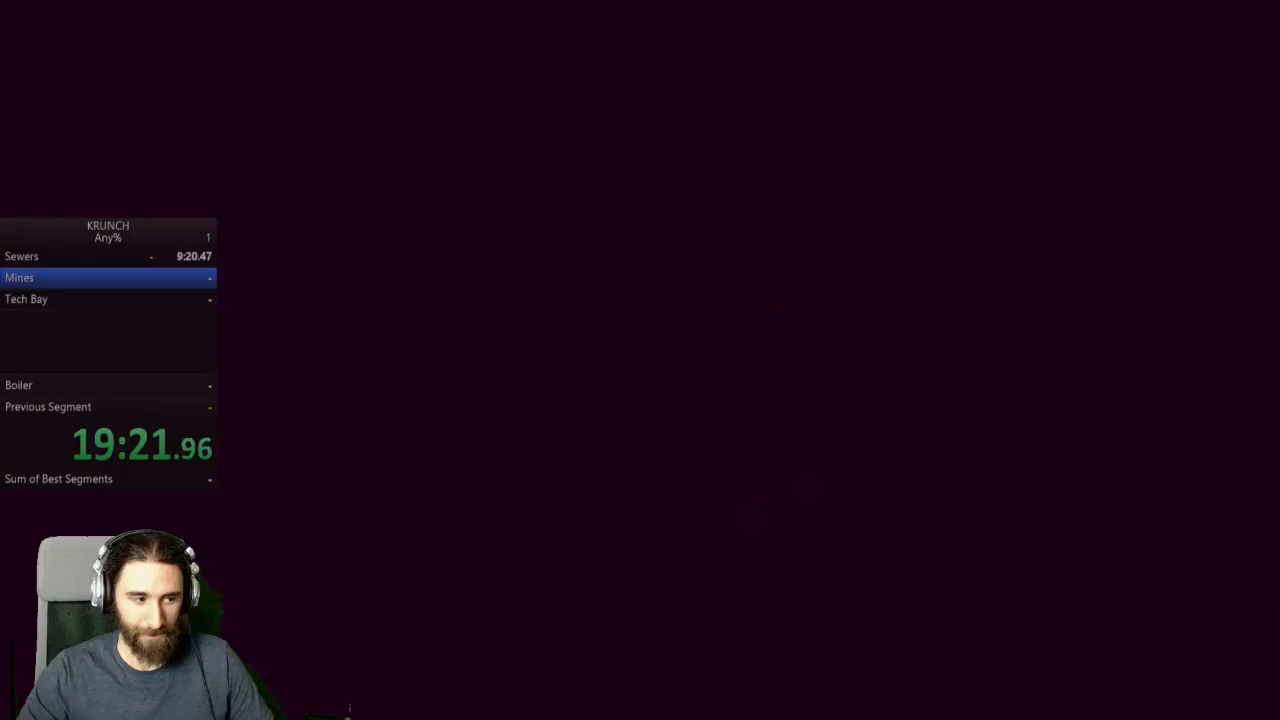 KRUNCH
Any% 1
Sewers - 9:20.47
Mines -
Tech Bay -
Boiler -
Previous Segment -
19:21.96
Sum of Best Segments -